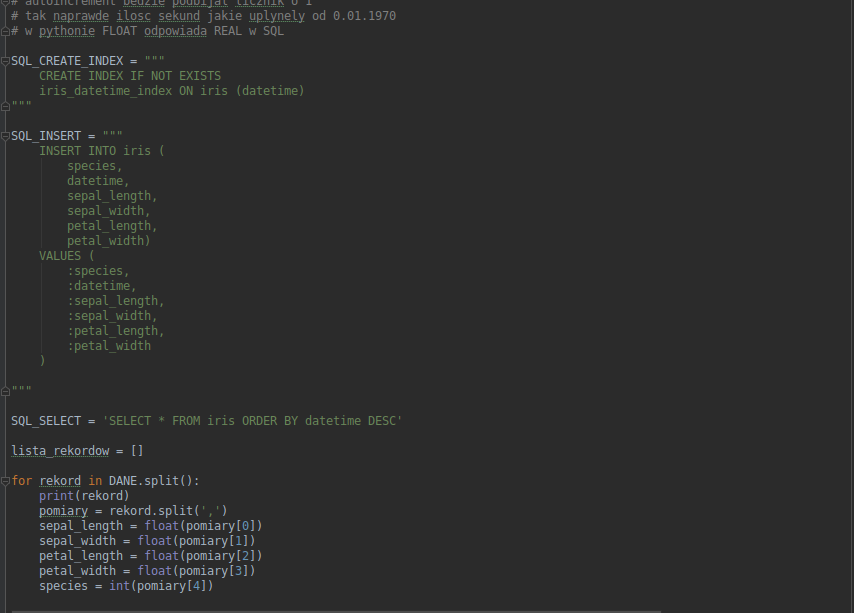 # autoincrement bedzie podbijal licznik o 1
# tak naprawde ilosc sekund jakie uplynely od 0.01.1970
# w pythonie FLOAT odpowiada REAL w SQL
SQL_CREATE_INDEX = """
CREATE INDEX IF NOT EXISTS
iris_datetime_index ON iris (datetime)
"""
SQL_INSERT = """
INSERT INTO iris (
species,
datetime,
sepal_length,
sepal_width,
petal_length,
petal_width)
VALUES (
:species,
:datetime,
:sepal_length,
:sepal_width,
:petal_length,
:petal_width
)
"""
SQL_SELECT = 'SELECT * FROM iris ORDER BY datetime DESC'
lista_rekordow = []
for rekord in DANE.split():
print(rekord)
pomiary = rekord.split(',')
sepal_length = float(pomiary[0])
sepal_width = float(pomiary[1])
petal_length = float(pomiary[2])
petal_width = float(pomiary[3])
species = int(pomiary[4])